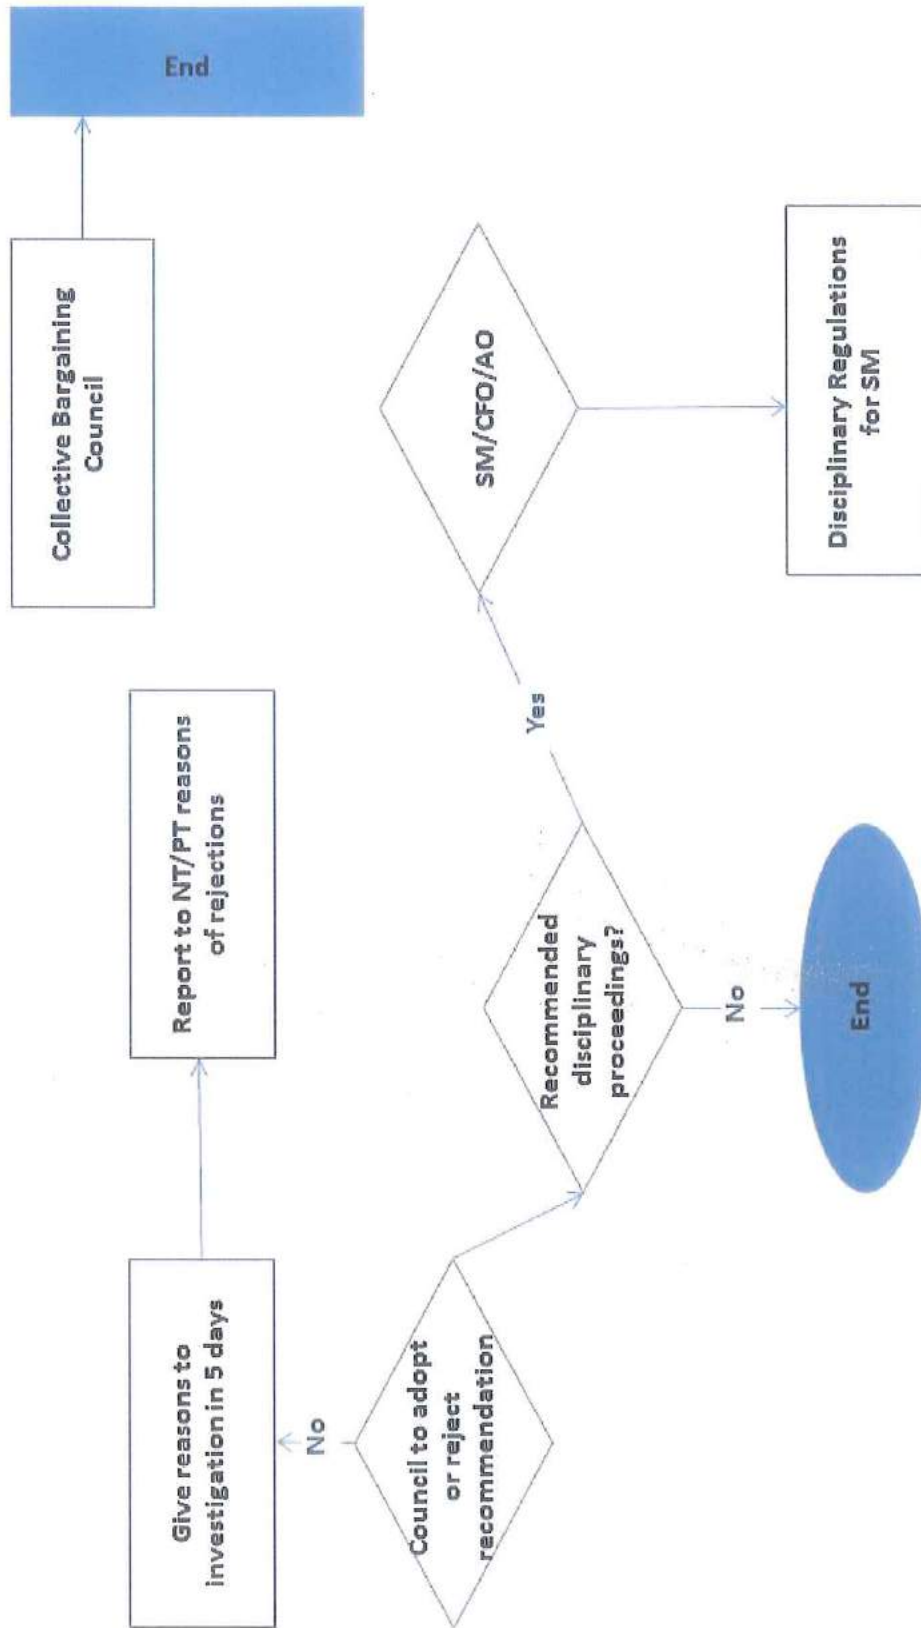 Give reasons to
investigation in 5 days
Report to NT/PT reasons
of rejections
Collective Bargaining
Council
End
No
Council to adopt
or reject
recommendation
Recommended
disciplinary
proceedings?
Yes
SM/CFO/AO
No
End
Disciplinary Regulations
for SM